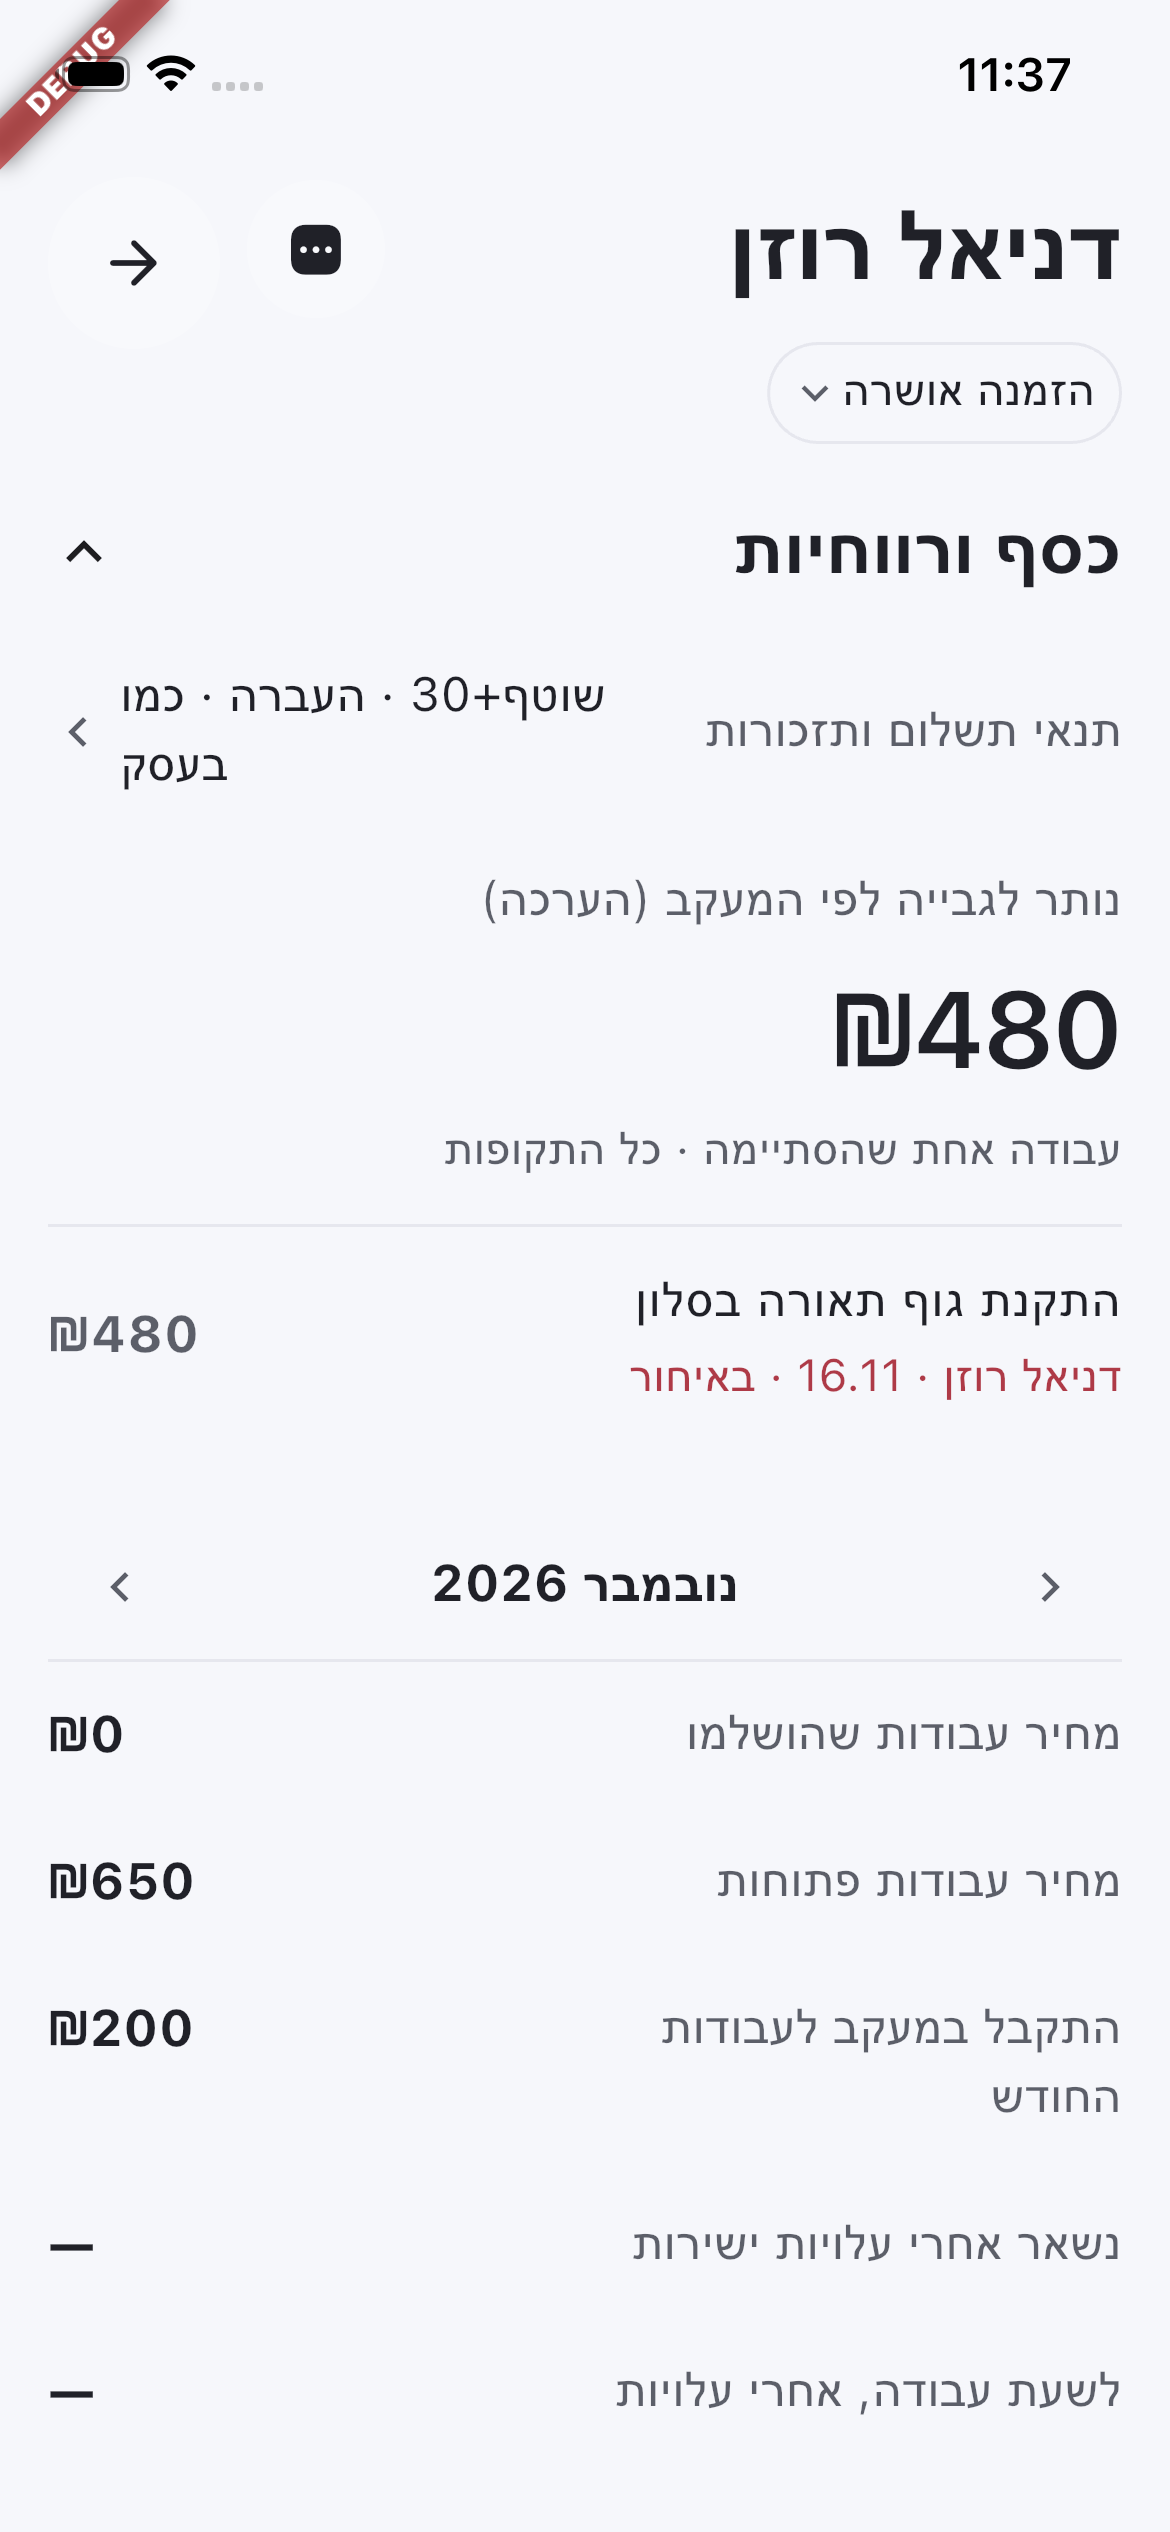 11:37
DEBUG
דניאל רוזן
הזמנה אושרה
כסף ורווחיות
תנאי תשלום ותזכורות
שוטף+30 · העברה · כמו
בעסק
נותר לגבייה לפי המעקב (הערכה)
₪480
עבודה אחת שהסתיימה · כל התקופות
התקנת גוף תאורה בסלון
דניאל רוזן · 16.11 · באיחור
₪480
נובמבר 2026
מחיר עבודות שהושלמו
₪0
מחיר עבודות פתוחות
₪650
התקבל במעקב לעבודות
החודש
₪200
נשאר אחרי עלויות ישירות
—
לשעת עבודה, אחרי עלויות
—